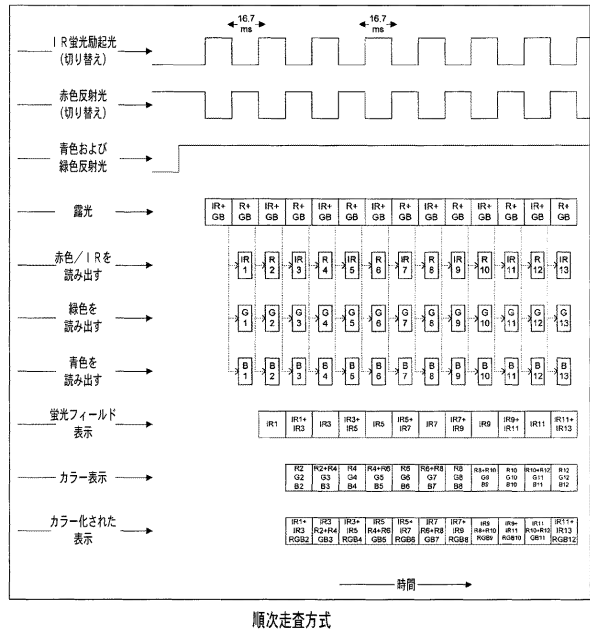 16.7 ms
16.7 ms
IR蛍光励起光
(切り替え)
赤色反射光
(切り替え)
青色および
緑色反射光
露光
IR+ GB R+ GB IR+ GB R+ GB IR+ GB R+ GB IR+ GB R+ GB IR+ GB R+ GB IR+ GB R+ GB IR+ GB R+ GB
赤色/IRを
読み出す
IR 1 R 2 IR 3 R 4 IR 5 R 6 IR 7 R 8 IR 9 R 10 IR 11 R 12 IR 13
緑色を
読み出す
G 1 G 2 G 3 G 4 G 5 G 6 G 7 G 8 G 9 G 10 G 11 G 12 G 13
青色を
読み出す
B 1 B 2 B 3 B 4 B 5 B 6 B 7 B 8 B 9 B 10 B 11 B 12 B 13
蛍光フィールド
表示
IR1 IR1+ IR3 IR3 IR3+ IR5 IR5 IR5+ IR7 IR7 IR7+ IR9 IR9 IR9+ IR11 IR11 IR11+ IR13
カラー表示
R2 R2+R4 R4 R4+R6 R6 R6+R8 R8 R8+R10 R10 R10+R12 R12
G2 G3 G4 G5 G6 G7 G8 G9 G10 G11 G12
B2 B3 B4 B5 B6 B7 B8 B9 B10 B11 B12
カラー化された
表示
IR1+ IR3 IR3+ IR5 IR5+ IR7 IR7+ IR9 IR9+ IR11 IR11+
IR3 R2+R4 IR5 R4+R6 IR7 R6+R8 IR9 R8+R10 IR11 R10+R12 IR13
RGB2 GB3 RGB4 GB5 RGB6 GB7 RGB8 RGB9 RGB10 GB11 RGB12
時間
順次走査方式